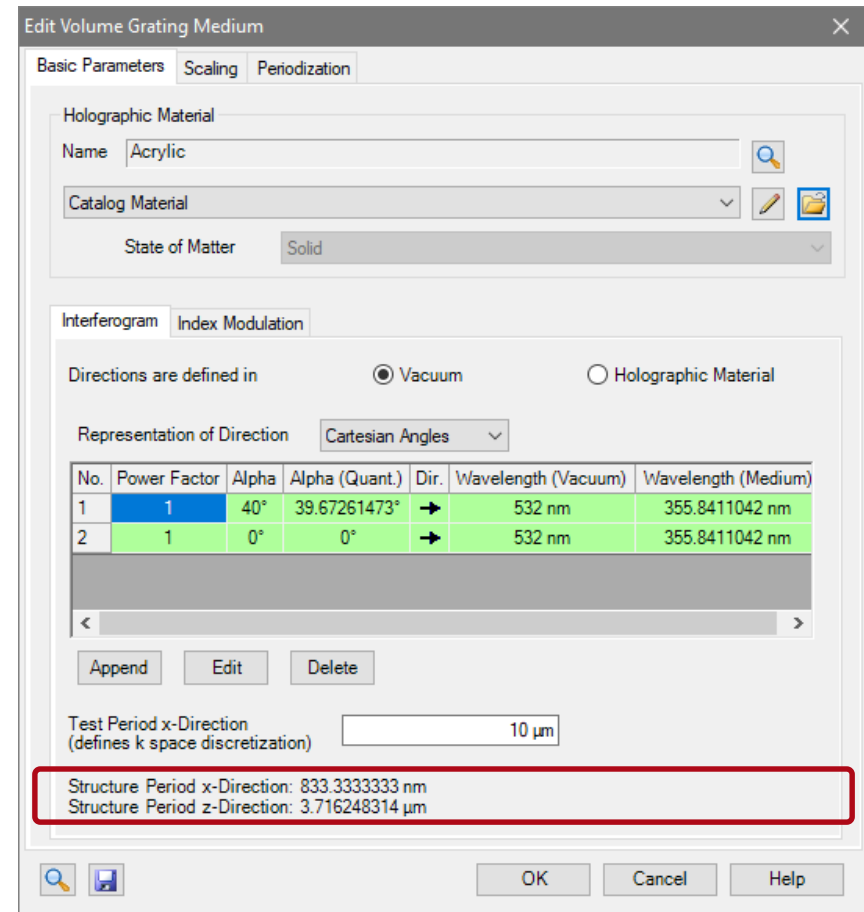 Edit Volume Grating Medium
Basic Parameters Scaling Periodization
Holographic Material
Name Acrylic
Catalog Material
State of Matter Solid
Interferogram Index Modulation
Directions are defined in Vacuum Holographic Material
Representation of Direction Cartesian Angles
No. Power Factor Alpha Alpha (Quant.) Dir. Wavelength (Vacuum) Wavelength (Medium)
1 1 40° 39.67261473° 532 nm 355.8411042 nm
2 1 0° 0° 532 nm 355.8411042 nm
Append Edit Delete
Test Period x-Direction
(defines k space discretization) 10 µm
Structure Period x-Direction: 833.3333333 nm
Structure Period z-Direction: 3.716248314 µm
OK Cancel Help